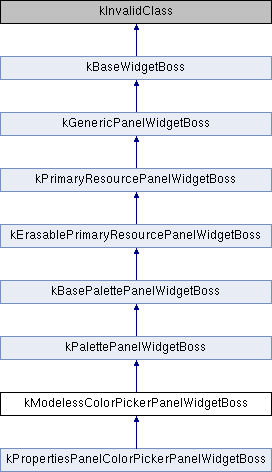 kInvalidClass
kBaseWidgetBoss
kGenericPanelWidgetBoss
kPrimaryResourcePanelWidgetBoss
kErasablePrimaryResourcePanelWidgetBoss
kBasePalettePanelWidgetBoss
kPalettePanelWidgetBoss
kModelessColorPickerPanelWidgetBoss
kPropertiesPanelColorPickerPanelWidgetBoss